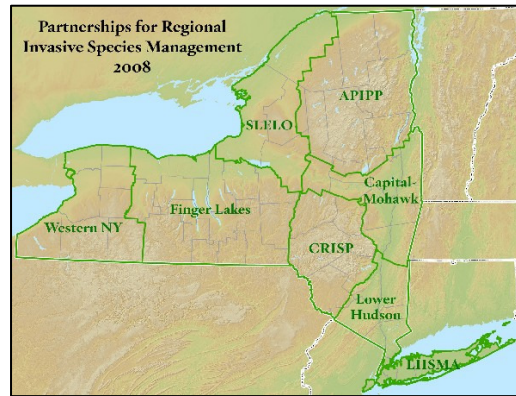 Partnerships for Regional
Invasive Species Management
2008
APIPP
SLELO
Capital-
Mohawk
Finger Lakes
Western NY
CRISP
Lower
Hudson
LIISMA